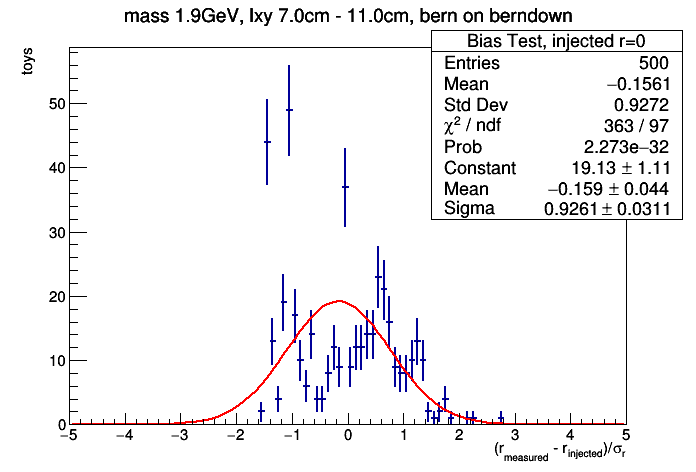 mass 1.9GeV, lxy 7.0cm - 11.0cm, bern on berndown
Bias Test, injected r=0
Entries 500
Mean −0.1561
Std Dev 0.9272
χ² / ndf 363 / 97
Prob 2.273e−32
Constant 19.13 ± 1.11
Mean −0.159 ± 0.044
Sigma 0.9261 ± 0.0311
toys
50
40
30
20
10
0
−5 −4 −3 −2 −1 0 1 2 3 4 5
(r_measured - r_injected)/σ_r